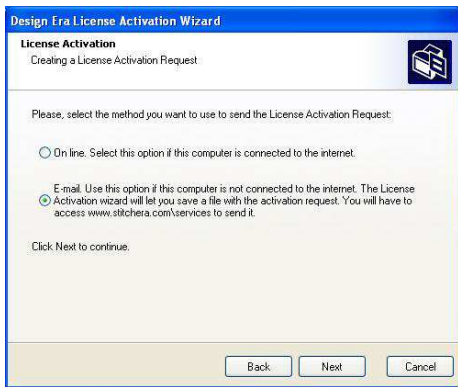 Design Era License Activation Wizard
License Activation
Creating a License Activation Request
Please, select the method you want to use to send the License Activation Request:
On line. Select this option if this computer is connected to the internet.
E-mail. Use this option if this computer is not connected to the internet. The License
Activation wizard will let you save a file with the activation request. You will have to
access www.stitchera.com\services to send it.
Click Next to continue.
Back Next Cancel